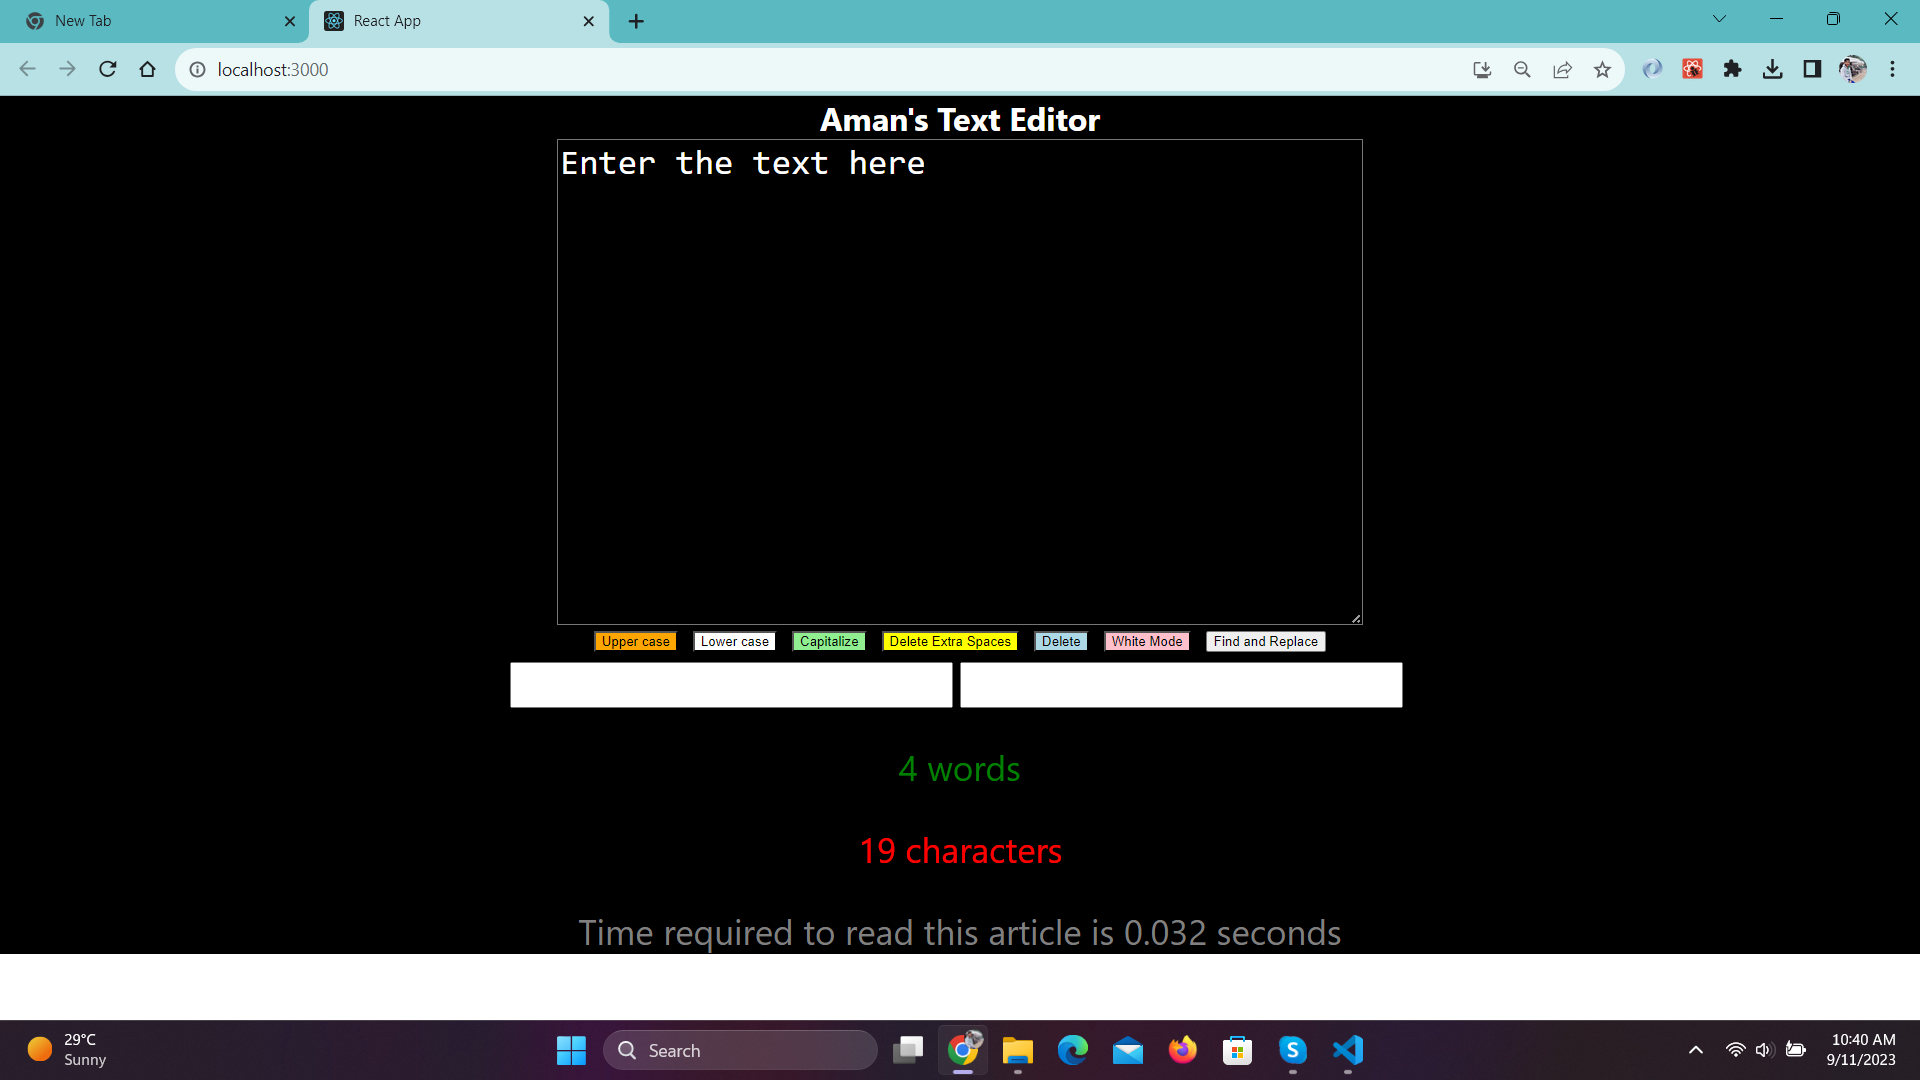 New Tab
React App
localhost:3000
Aman's Text Editor
Enter the text here
Upper case Lower case Capitalize Delete Extra Spaces Delete White Mode Find and Replace
4 words
19 characters
Time required to read this article is 0.032 seconds
29°C
Sunny
Search
S
10:40 AM
9/11/2023